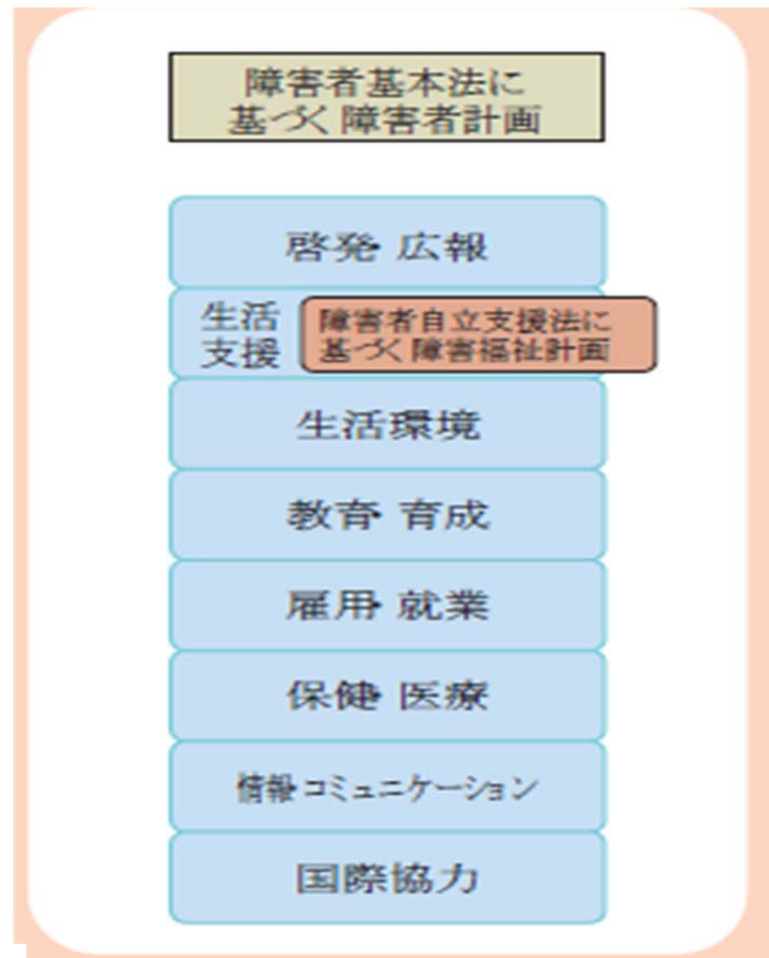 障害者基本法に
基づく障害者計画
啓発・広報
生活
支援
障害者自立支援法に
基づく障害福祉計画
生活環境
教育・育成
雇用・就業
保健・医療
情報・コミュニケーション
国際協力